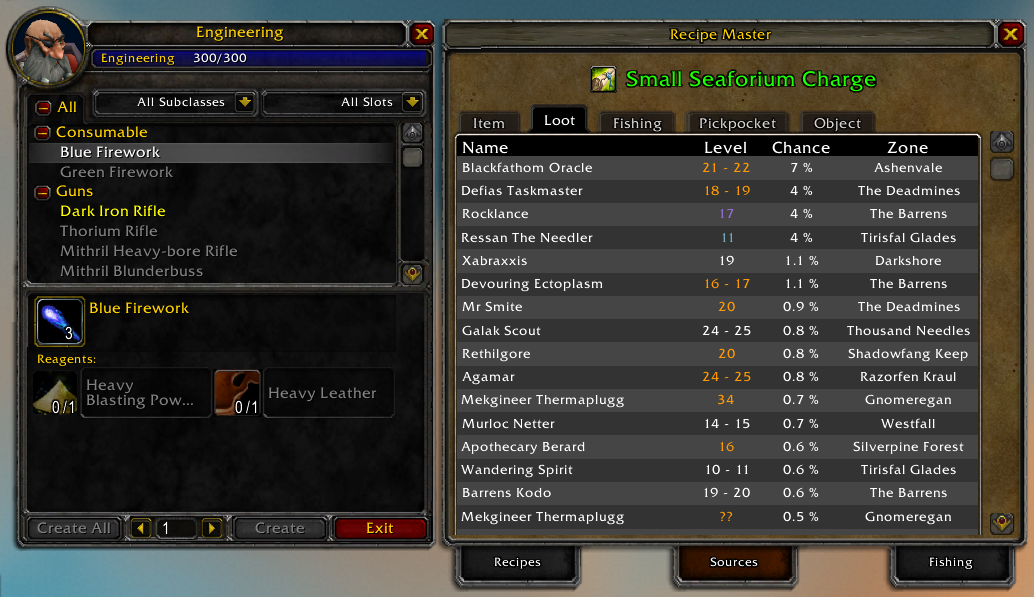 Engineering
Engineering 300/300
All
All Subclasses
All Slots
Consumable
Blue Firework
Green Firework
Guns
Dark Iron Rifle
Thorium Rifle
Mithril Heavy-bore Rifle
Mithril Blunderbuss
3
Blue Firework
Reagents:
0/1
Heavy
Blasting Pow...
0/1
Heavy Leather
Create All
1
Create
Exit
Recipe Master
Small Seaforium Charge
Item Loot Fishing Pickpocket Object
Name Level Chance Zone
Blackfathom Oracle 21 - 22 7 % Ashenvale
Defias Taskmaster 18 - 19 4 % The Deadmines
Rocklance 17 4 % The Barrens
Ressan The Needler 11 4 % Tirisfal Glades
Xabraxxis 19 1.1 % Darkshore
Devouring Ectoplasm 16 - 17 1.1 % The Barrens
Mr Smite 20 0.9 % The Deadmines
Galak Scout 24 - 25 0.8 % Thousand Needles
Rethilgore 20 0.8 % Shadowfang Keep
Agamar 24 - 25 0.8 % Razorfen Kraul
Mekgineer Thermaplugg 34 0.7 % Gnomeregan
Murloc Netter 14 - 15 0.7 % Westfall
Apothecary Berard 16 0.6 % Silverpine Forest
Wandering Spirit 10 - 11 0.6 % Tirisfal Glades
Barrens Kodo 19 - 20 0.6 % The Barrens
Mekgineer Thermaplugg ?? 0.5 % Gnomeregan
Recipes Sources Fishing